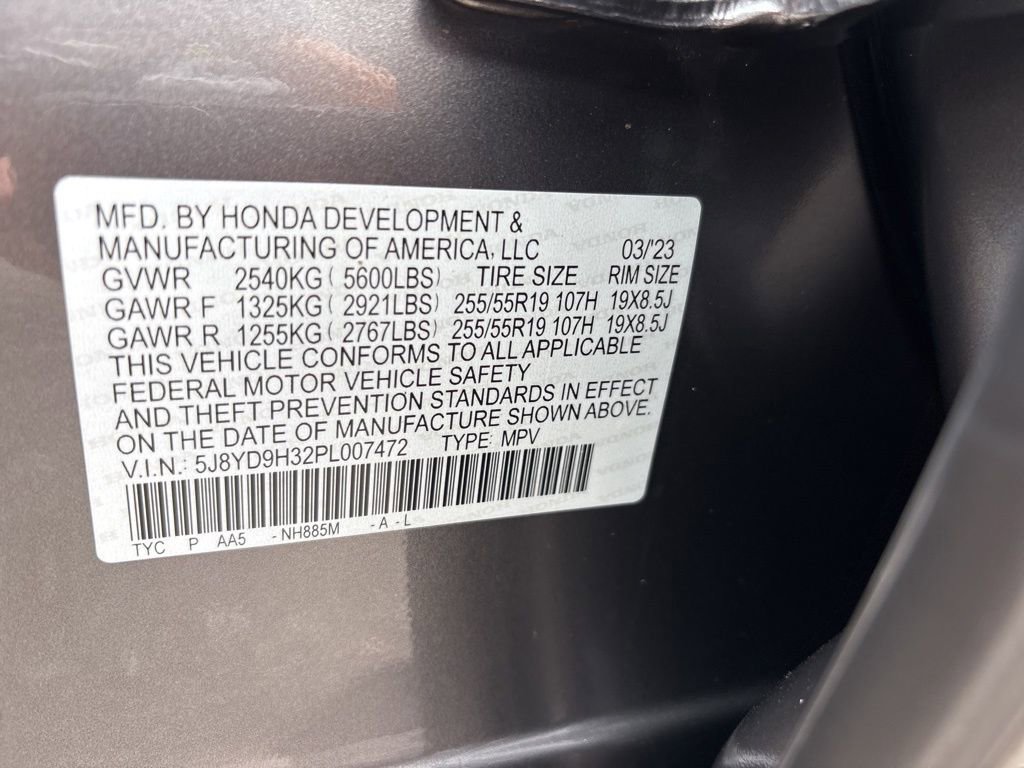 MFD. BY HONDA DEVELOPMENT &
MANUFACTURING OF AMERICA, LLC 03/'23
GVWR 2540KG ( 5600LBS) TIRE SIZE RIM SIZE
GAWR F 1325KG ( 2921LBS) 255/55R19 107H 19X8.5J
GAWR R 1255KG ( 2767LBS) 255/55R19 107H 19X8.5J
THIS VEHICLE CONFORMS TO ALL APPLICABLE
FEDERAL MOTOR VEHICLE SAFETY
AND THEFT PREVENTION STANDARDS IN EFFECT
ON THE DATE OF MANUFACTURE SHOWN ABOVE.
V.I.N.: 5J8YD9H32PL007472 TYPE: MPV
TYC P AA5 -NH885M -A-L